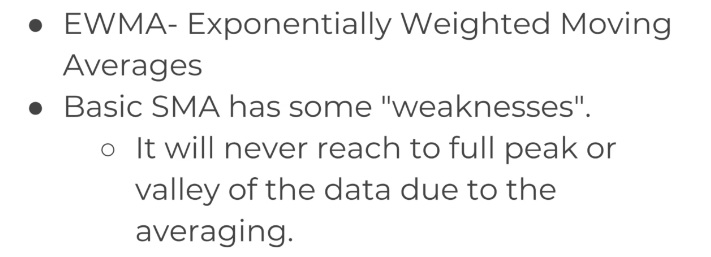 ● EWMA- Exponentially Weighted Moving
Averages
● Basic SMA has some "weaknesses".
○ It will never reach to full peak or
valley of the data due to the
averaging.